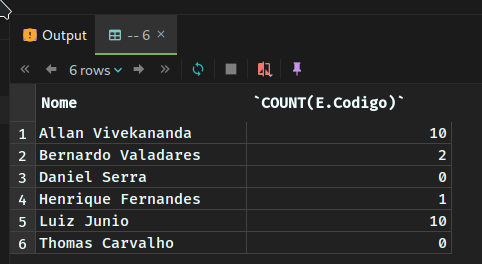 Output -- 6 ×
6 rows
Nome `COUNT(E.Codigo)`
1 Allan Vivekananda 10
2 Bernardo Valadares 2
3 Daniel Serra 0
4 Henrique Fernandes 1
5 Luiz Junio 10
6 Thomas Carvalho 0